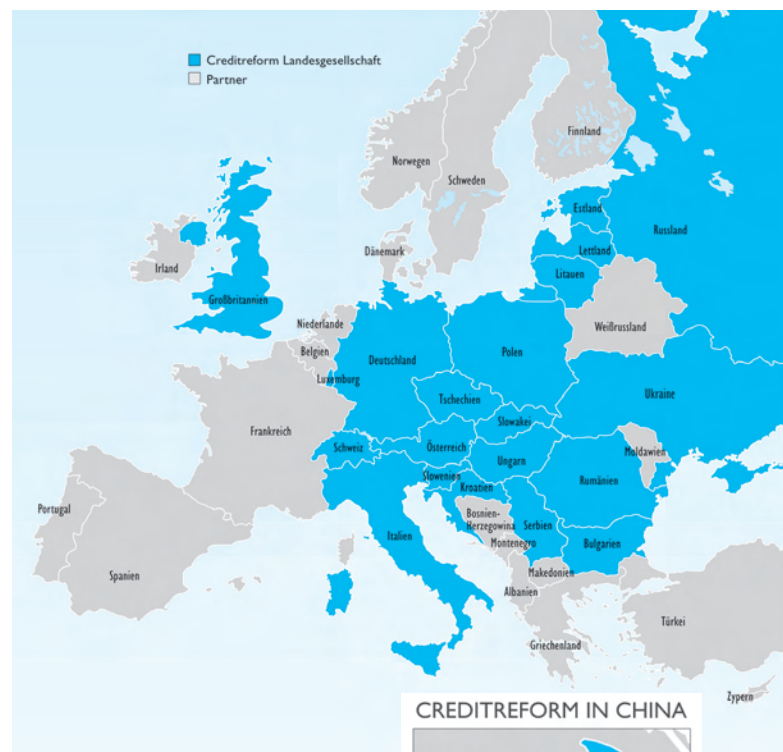 Creditreform Landesgesellschaft
Partner
Finnland
Norwegen
Schweden
Estland
Russland
Lettland
Dänemark
Irland
Litauen
Großbritannien
Niederlande
Weißrussland
Belgien
Deutschland
Polen
Luxemburg
Tschechien
Ukraine
Slowakei
Frankreich
Schweiz
Österreich
Moldawien
Ungarn
Slowenien
Rumänien
Kroatien
Portugal
Bosnien-
Herzegowina
Serbien
Italien
Montenegro
Bulgarien
Spanien
Makedonien
Albanien
Türkei
Griechenland
Zypern
CREDITREFORM IN CHINA